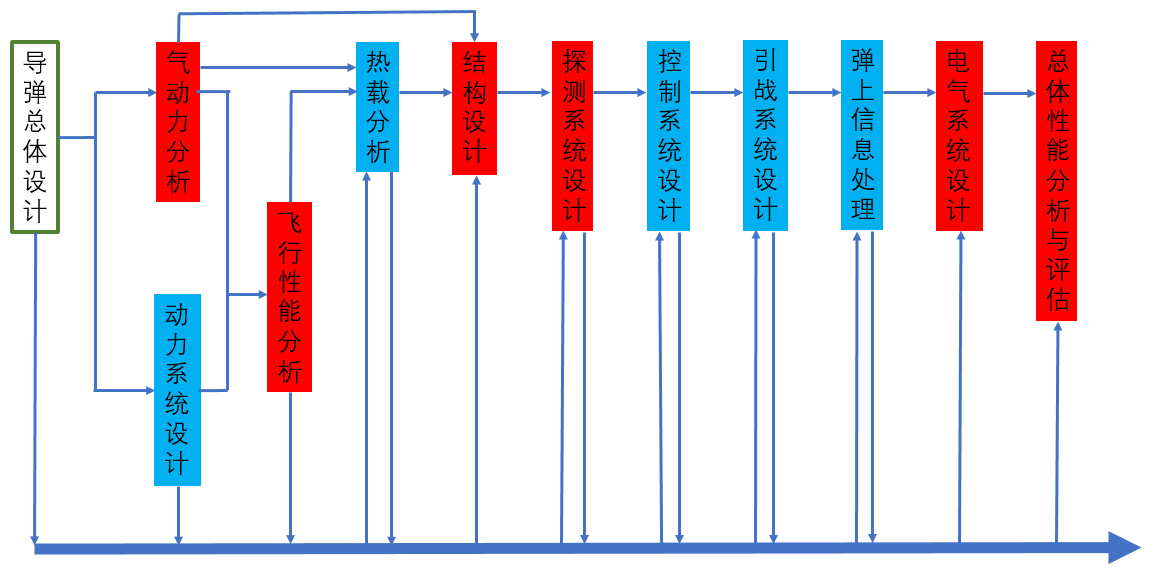 导弹总体设计
气动力分析
动力系统设计
飞行性能分析
热载分析
结构设计
探测系统设计
控制系统设计
引战系统设计
弹上信息处理
电气系统设计
总体性能分析与评估